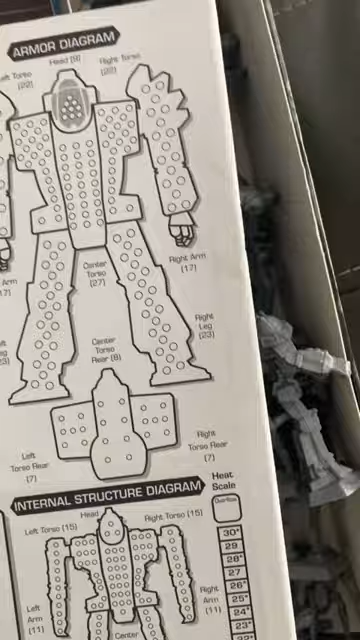 ARMOR DIAGRAM
Head (9)
Left Torso
(22)
Right Torso
(22)
Arm
17)
Center
Torso
(27)
Right Arm
(17)
Right
Leg
(23)
23)
Center
Torso
Rear (8)
Left
Torso Rear
(7)
Right
Torso Rear
(7)
INTERNAL STRUCTURE DIAGRAM
Heat
Scale
Overflow
Head
Left Torso (15)
Right Torso (15)
30*
29
28*
27
26*
25*
24*
23*
Left
Arm
(11)
Right
Arm
(11)
Center